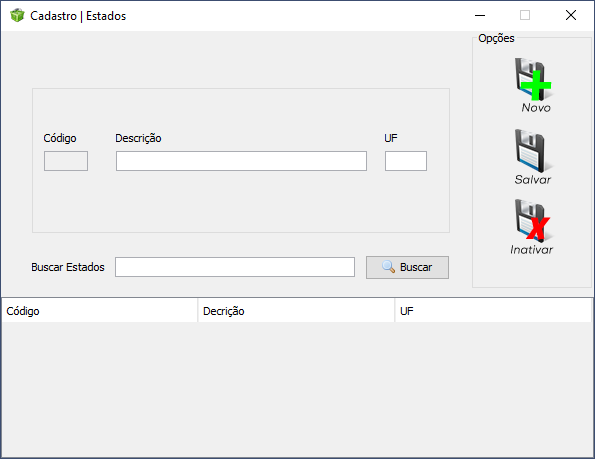 Cadastro | Estados
Opções
Novo
Código Descrição UF
Salvar
Inativar
Buscar Estados Buscar
Código Decrição UF